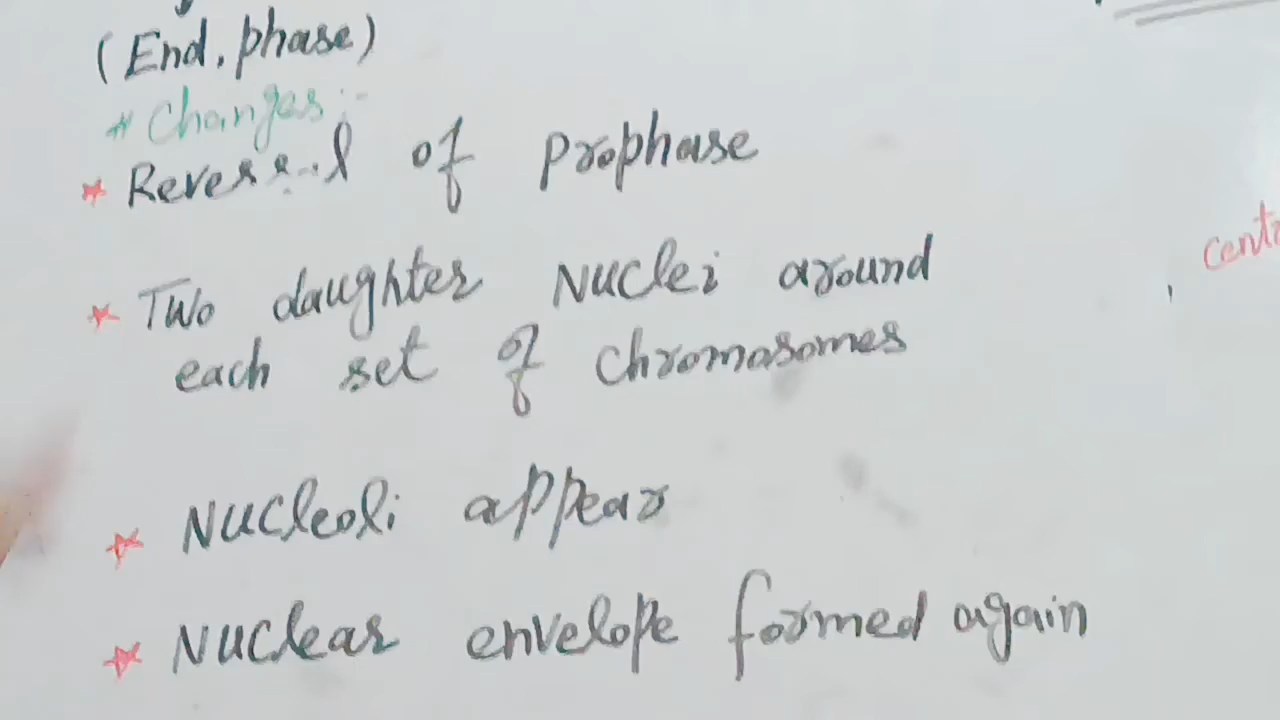 (End, phase)
# Changes :-
* Reversal of prophase
* Two daughter Nuclei around
each set of chromosomes
* Nucleoli appear
* Nuclear envelope formed again